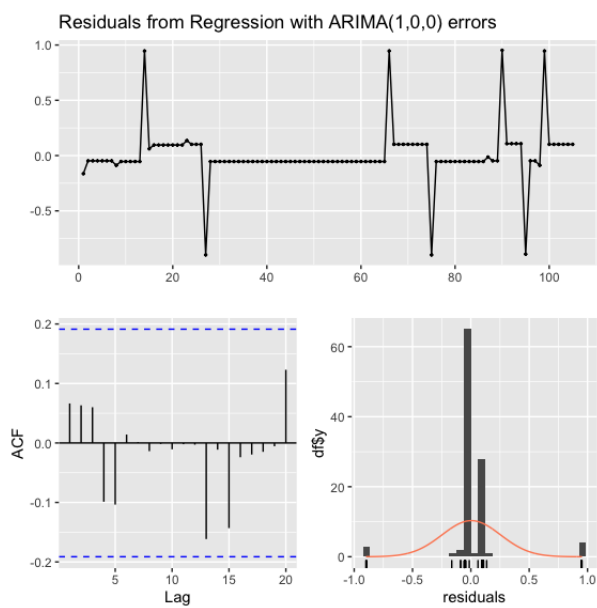 Residuals from Regression with ARIMA(1,0,0) errors
1.0
0.5
0.0
-0.5
0 20 40 60 80 100
0.2
0.1
0.0
-0.1
-0.2
ACF
5 10 15 20
Lag
60
40
20
0
df$y
-1.0 -0.5 0.0 0.5 1.0
residuals